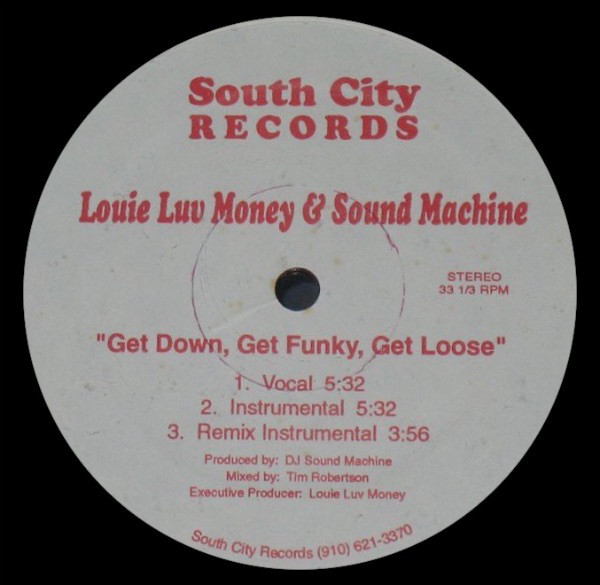 South City
RECORDS
Louie Luv Money & Sound Machine
STEREO
33 1/3 RPM
"Get Down, Get Funky, Get Loose"
1. Vocal 5:32
2. Instrumental 5:32
3. Remix Instrumental 3:56
Produced by: DJ Sound Machine
Mixed by: Tim Robertson
Executive Producer: Louie Luv Money
South City Records (910) 621-3370